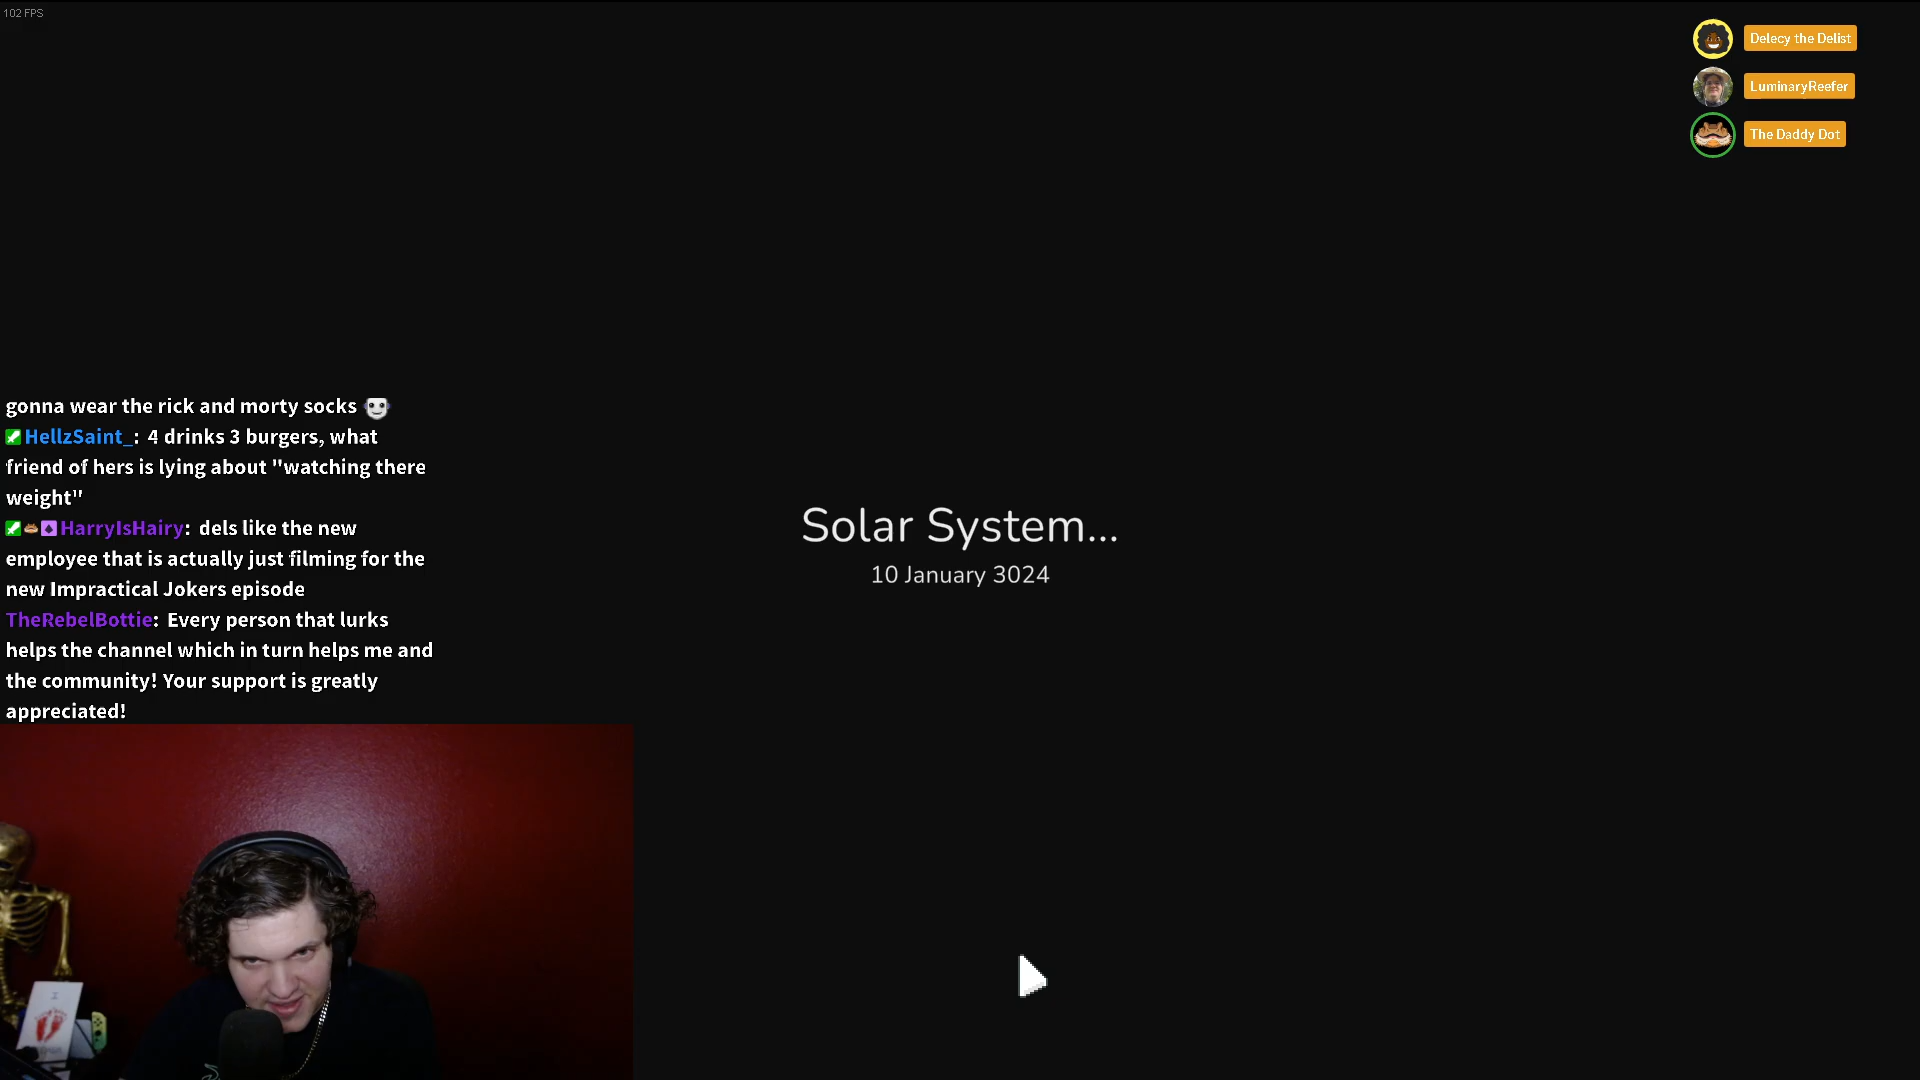 102 FPS
Delecy the Delist
LuminaryReefer
The Daddy Dot
gonna wear the rick and morty socks
HellzSaint_: 4 drinks 3 burgers, what
friend of hers is lying about "watching there
weight"
HarryIsHairy: dels like the new
employee that is actually just filming for the
new Impractical Jokers episode
TheRebelBottie: Every person that lurks
helps the channel which in turn helps me and
the community! Your support is greatly
appreciated!
Solar System...
10 January 3024